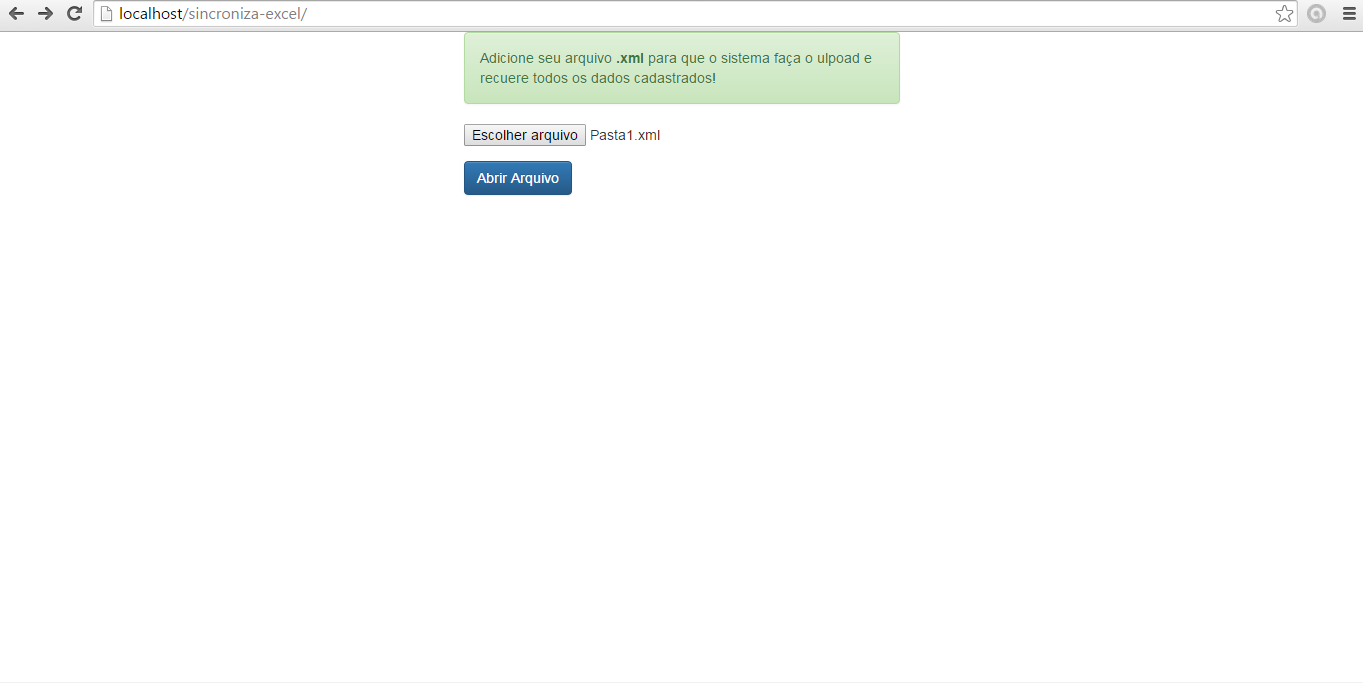 localhost/sincroniza-excel/
Adicione seu arquivo .xml para que o sistema faça o ulpoad e
recuere todos os dados cadastrados!
Escolher arquivo Pasta1.xml
Abrir Arquivo